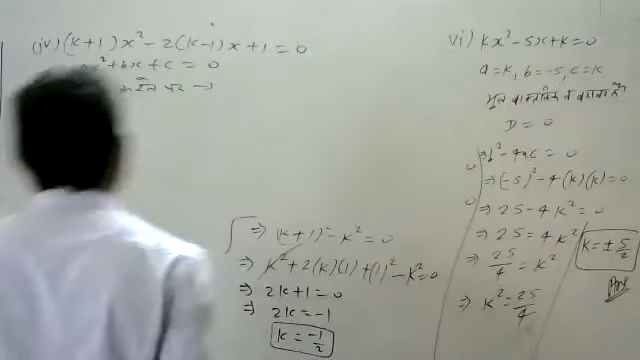 (iv) (k+1)x² - 2(k-1)x + 1 = 0
x² + bx + c = 0
पर →
⇒ (k+1)² - k² = 0
⇒ k² + 2(k)(1) + (1)² - k² = 0
⇒ 2k + 1 = 0
⇒ 2k = -1
k = -1/2
vi) kx² - 5x + k = 0
a = k, b = -5, c = k
मूल वास्तविक व बराबर हैं
D = 0
⇒ b² - 4ac = 0
⇒ (-5)² - 4(k)(k) = 0
⇒ 25 - 4k² = 0
⇒ 25 = 4k²
⇒ 25/4 = k²
⇒ k² = 25/4
k = ± 5/2
Ans